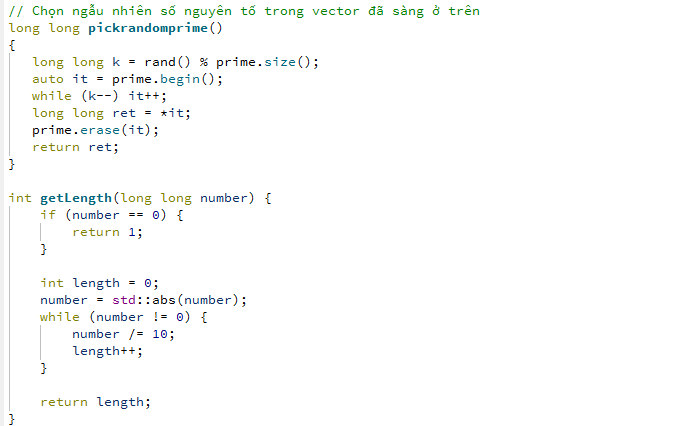 // Chọn ngẫu nhiên số nguyên tố trong vector đã sàng ở trên
long long pickrandomprime()
{
   long long k = rand() % prime.size();
   auto it = prime.begin();
   while (k--) it++;
   long long ret = *it;
   prime.erase(it);
   return ret;
}

int getLength(long long number) {
    if (number == 0) {
        return 1;
    }

    int length = 0;
    number = std::abs(number);
    while (number != 0) {
        number /= 10;
        length++;
    }

    return length;
}